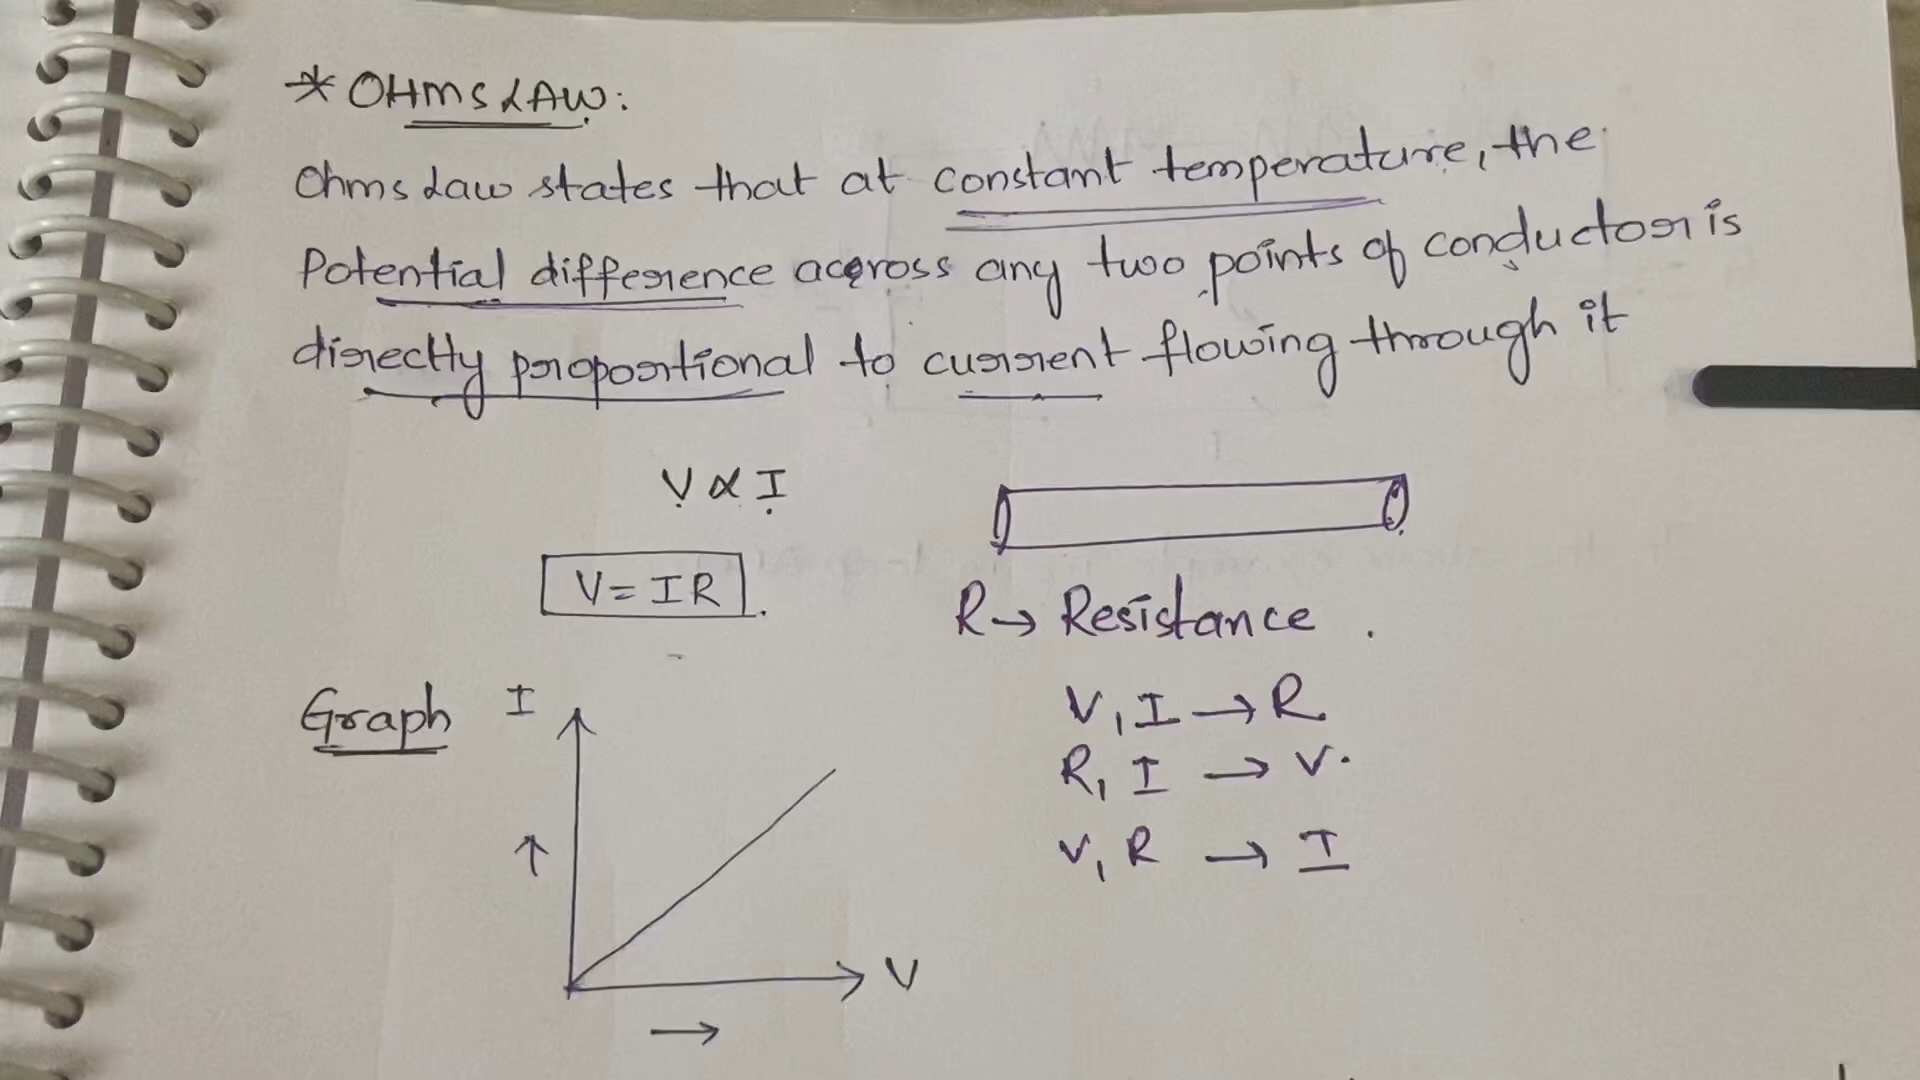 * OHMS LAW:
Ohms Law states that at constant temperature, the
Potential difference across any two points of conductor is
directly proportional to current flowing through it
V ∝ I
V = IR
R → Resistance.
Graph
I
V, I → R
R, I → V.
V, R → I
↑
V
→